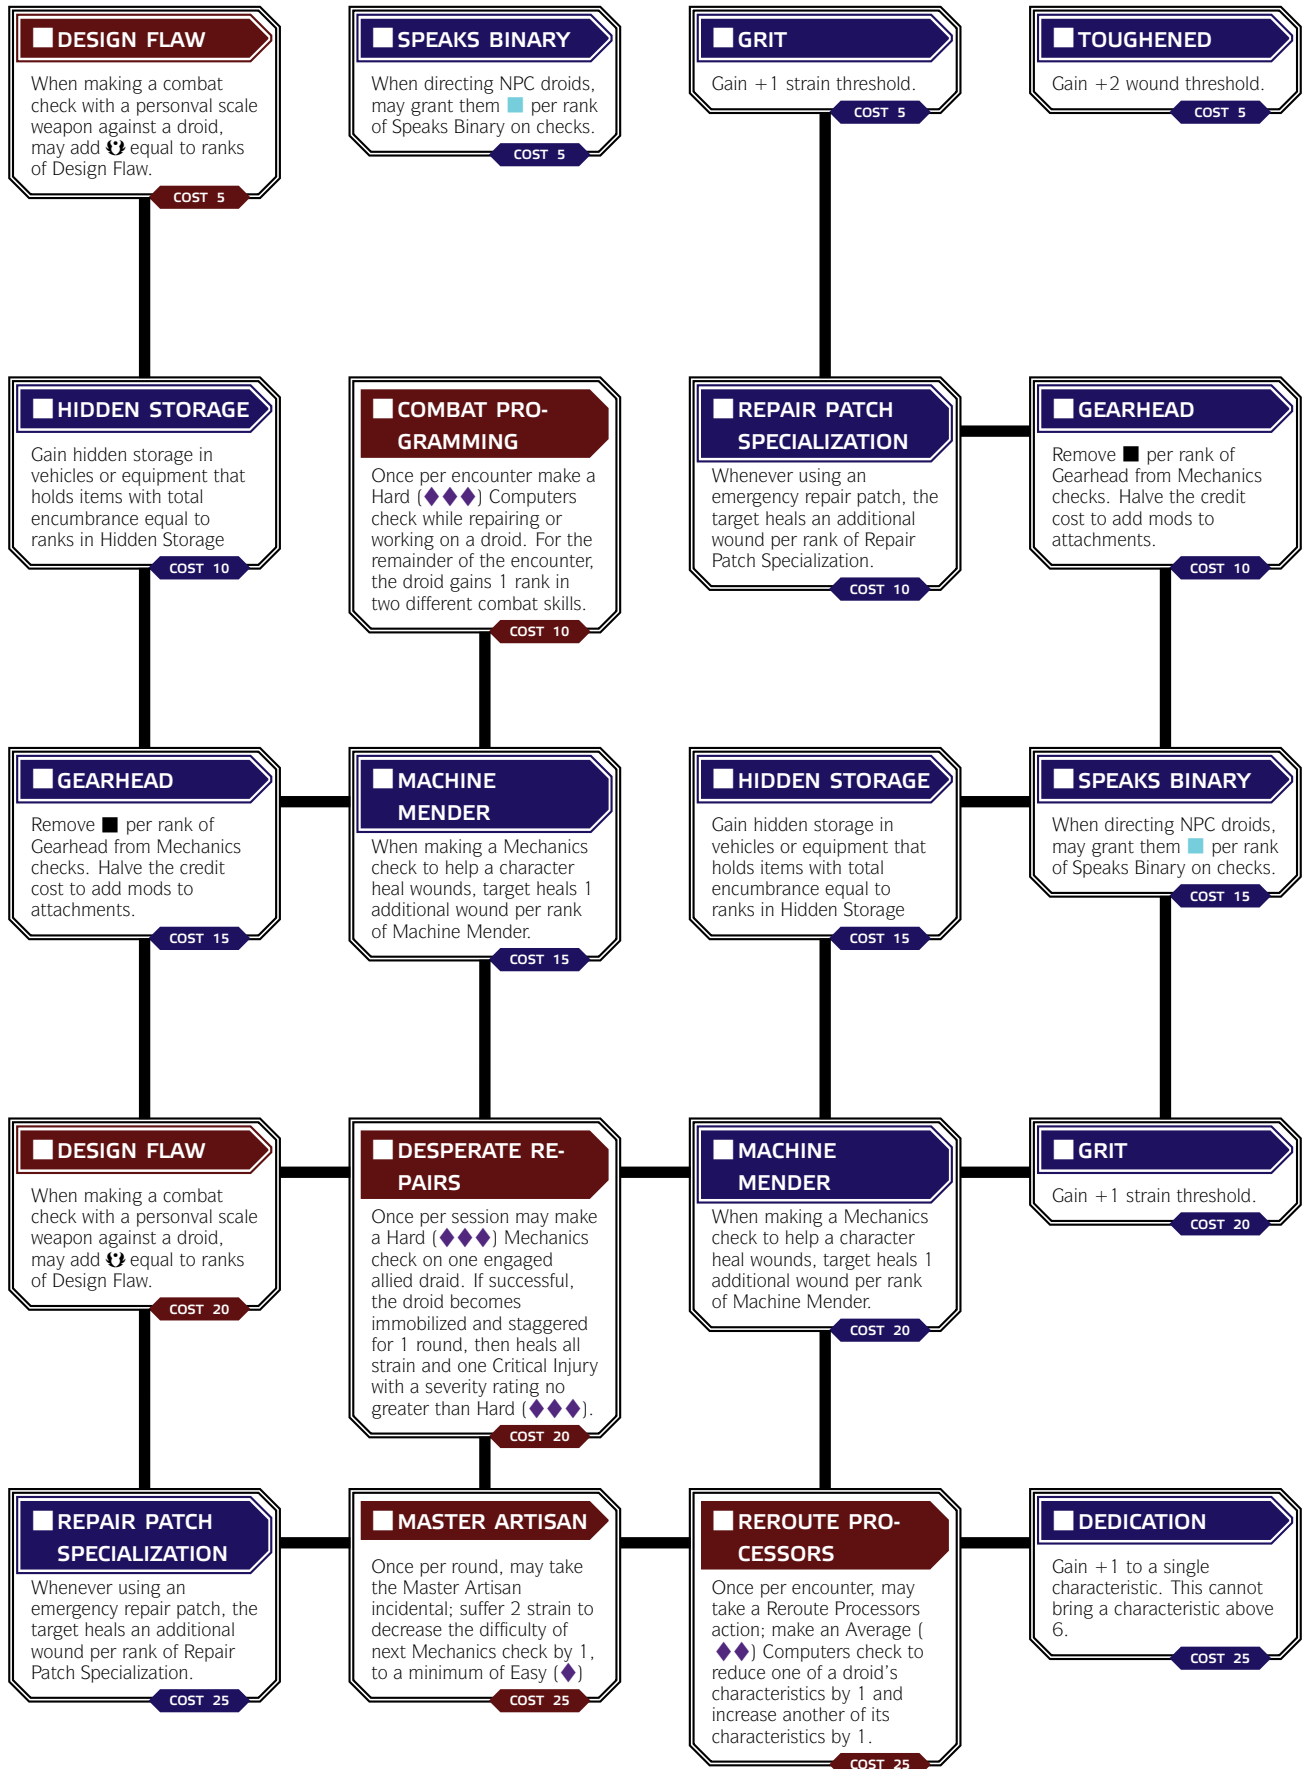 DESIGN FLAW
When making a combat
check with a personval scale
weapon against a droid,
may add equal to ranks
of Design Flaw.
COST 5
SPEAKS BINARY
When directing NPC droids,
may grant them per rank
of Speaks Binary on checks.
COST 5
GRIT
Gain +1 strain threshold.
COST 5
TOUGHENED
Gain +2 wound threshold.
COST 5
HIDDEN STORAGE
Gain hidden storage in
vehicles or equipment that
holds items with total
encumbrance equal to
ranks in Hidden Storage
COST 10
COMBAT PRO-
GRAMMING
Once per encounter make a
Hard (◆◆◆) Computers
check while repairing or
working on a droid. For the
remainder of the encounter,
the droid gains 1 rank in
two different combat skills.
COST 10
REPAIR PATCH
SPECIALIZATION
Whenever using an
emergency repair patch, the
target heals an additional
wound per rank of Repair
Patch Specialization.
COST 10
GEARHEAD
Remove ■ per rank of
Gearhead from Mechanics
checks. Halve the credit
cost to add mods to
attachments.
COST 10
GEARHEAD
Remove ■ per rank of
Gearhead from Mechanics
checks. Halve the credit
cost to add mods to
attachments.
COST 15
MACHINE
MENDER
When making a Mechanics
check to help a character
heal wounds, target heals 1
additional wound per rank
of Machine Mender.
COST 15
HIDDEN STORAGE
Gain hidden storage in
vehicles or equipment that
holds items with total
encumbrance equal to
ranks in Hidden Storage
COST 15
SPEAKS BINARY
When directing NPC droids,
may grant them per rank
of Speaks Binary on checks.
COST 15
DESIGN FLAW
When making a combat
check with a personval scale
weapon against a droid,
may add equal to ranks
of Design Flaw.
COST 20
DESPERATE RE-
PAIRS
Once per session may make
a Hard (◆◆◆) Mechanics
check on one engaged
allied draid. If successful,
the droid becomes
immobilized and staggered
for 1 round, then heals all
strain and one Critical Injury
with a severity rating no
greater than Hard (◆◆◆).
COST 20
MACHINE
MENDER
When making a Mechanics
check to help a character
heal wounds, target heals 1
additional wound per rank
of Machine Mender.
COST 20
GRIT
Gain +1 strain threshold.
COST 20
REPAIR PATCH
SPECIALIZATION
Whenever using an
emergency repair patch, the
target heals an additional
wound per rank of Repair
Patch Specialization.
COST 25
MASTER ARTISAN
Once per round, may take
the Master Artisan
incidental; suffer 2 strain to
decrease the difficulty of
next Mechanics check by 1,
to a minimum of Easy (◆)
COST 25
REROUTE PRO-
CESSORS
Once per encounter, may
take a Reroute Processors
action; make an Average (
◆◆) Computers check to
reduce one of a droid's
characteristics by 1 and
increase another of its
characteristics by 1.
COST 25
DEDICATION
Gain +1 to a single
characteristic. This cannot
bring a characteristic above
6.
COST 25